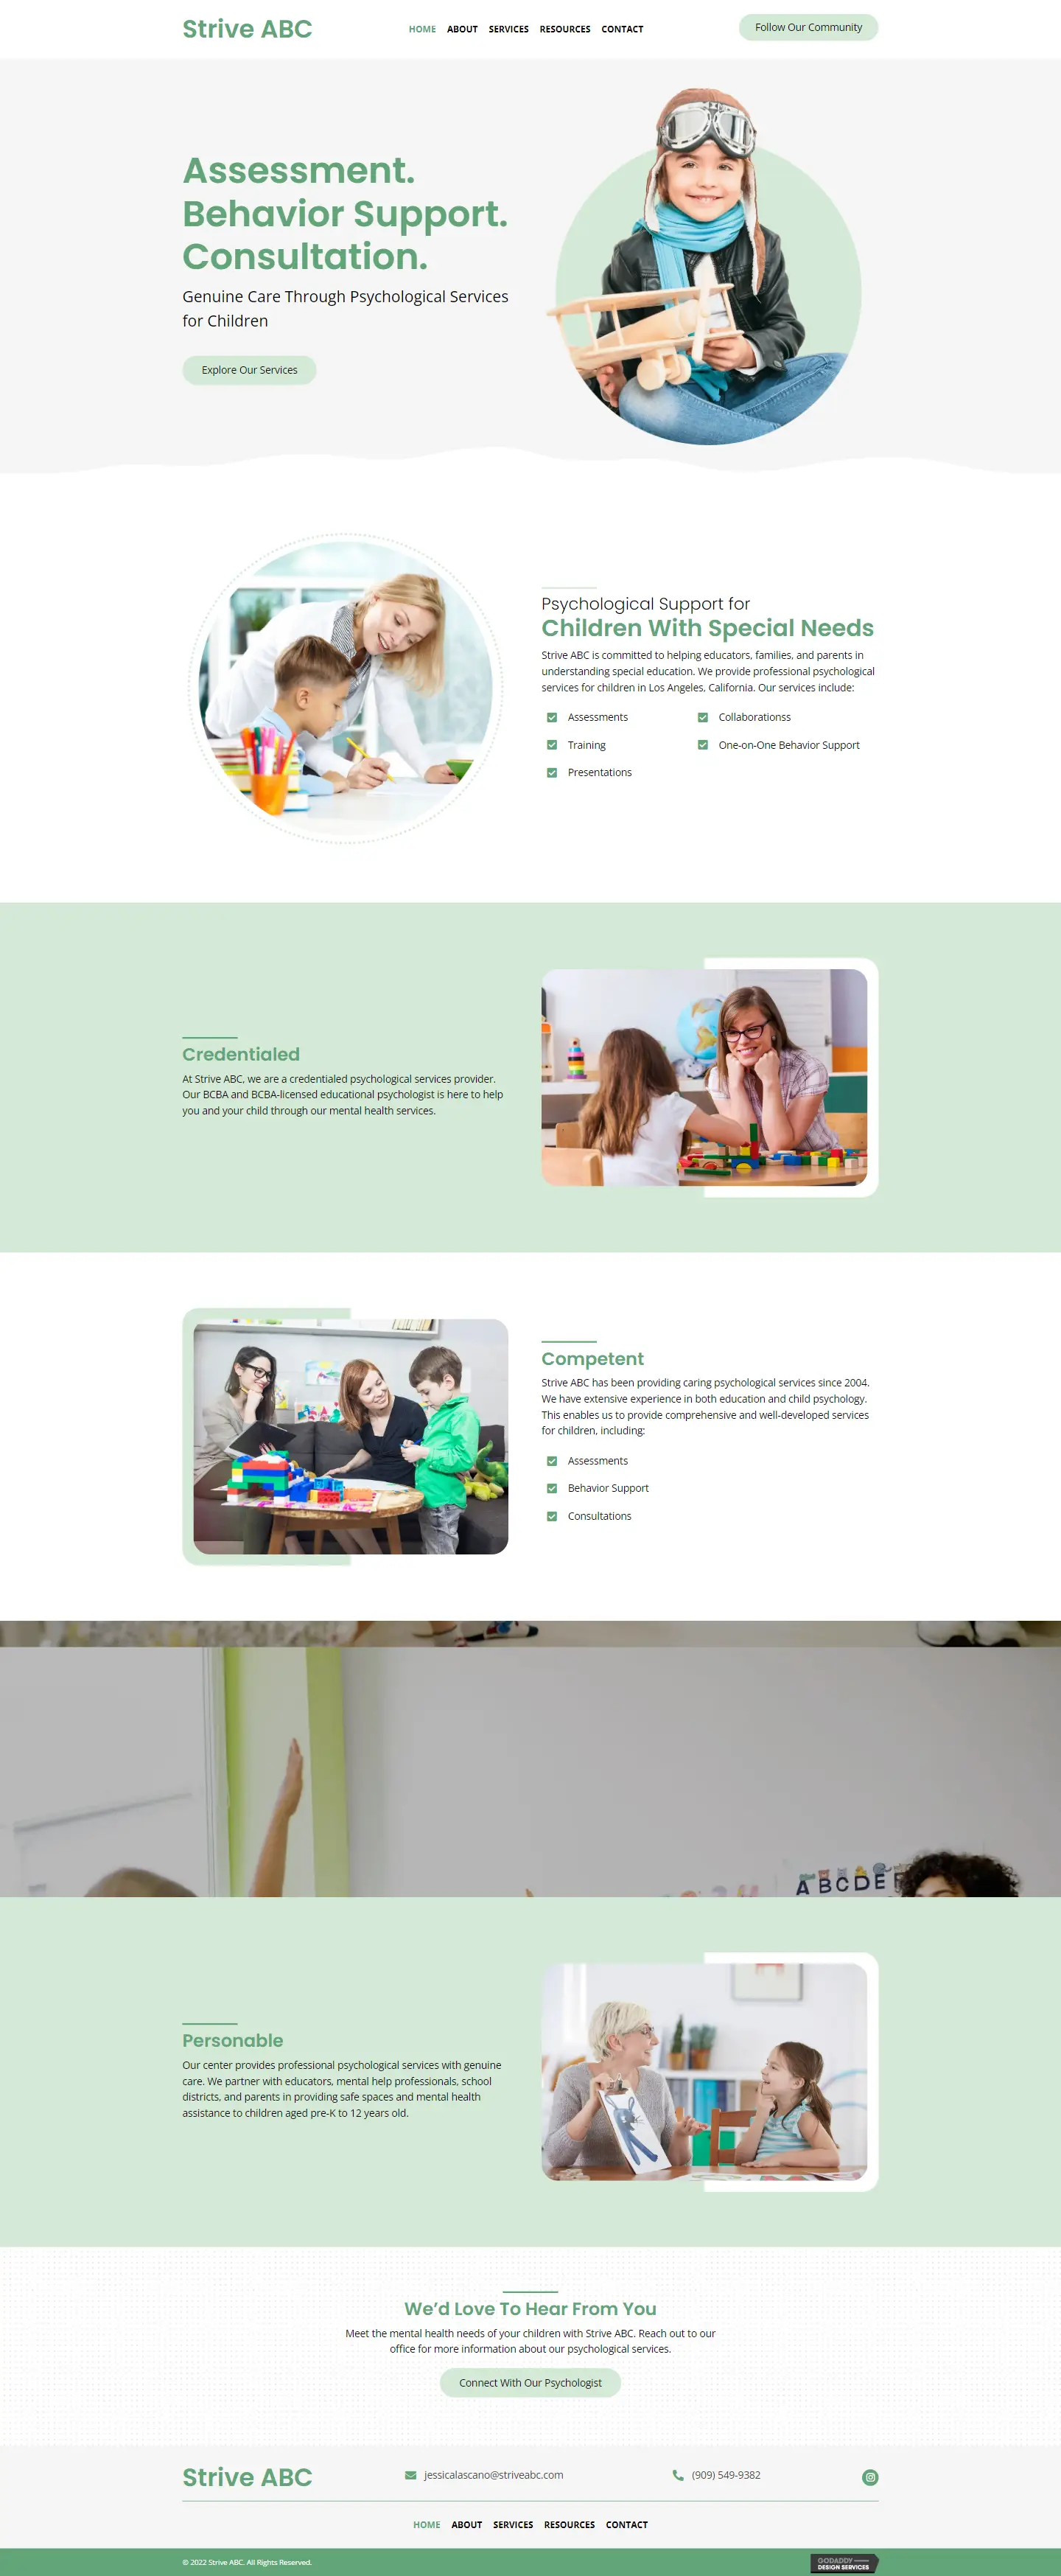 Strive ABC
HOME ABOUT SERVICES RESOURCES CONTACT
Follow Our Community
Assessment.
Behavior Support.
Consultation.
Genuine Care Through Psychological Services
for Children
Explore Our Services
Psychological Support for
Children With Special Needs
Strive ABC is committed to helping educators, families, and parents in
understanding special education. We provide professional psychological
services for children in Los Angeles, California. Our services include:
Assessments
Collaborationss
Training
One-on-One Behavior Support
Presentations
Credentialed
At Strive ABC, we are a credentialed psychological services provider.
Our BCBA and BCBA-licensed educational psychologist is here to help
you and your child through our mental health services.
Competent
Strive ABC has been providing caring psychological services since 2004.
We have extensive experience in both education and child psychology.
This enables us to provide comprehensive and well-developed services
for children, including:
Assessments
Behavior Support
Consultations
ABCDE
Personable
Our center provides professional psychological services with genuine
care. We partner with educators, mental help professionals, school
districts, and parents in providing safe spaces and mental health
assistance to children aged pre-K to 12 years old.
We’d Love To Hear From You
Meet the mental health needs of your children with Strive ABC. Reach out to our
office for more information about our psychological services.
Connect With Our Psychologist
Strive ABC
jessicalascano@striveabc.com
(909) 549-9382
HOME ABOUT SERVICES RESOURCES CONTACT
© 2022 Strive ABC. All Rights Reserved.
GODADDY
DESIGN SERVICES